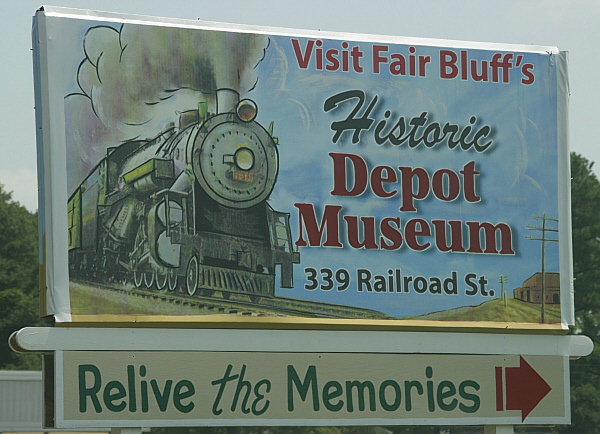 Visit Fair Bluff's
Historic
Depot
Museum
339 Railroad St.
Relive the Memories